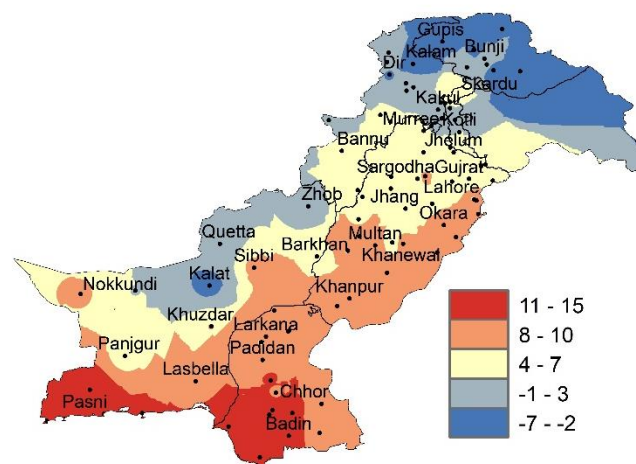 Gupis
Kalam
Bunji
Dir
Skardu
Kakul
Murree
Kotli
Bannu
Jhelum
Sargodha
Gujrat
Zhob
Jhang
Lahore
Okara
Quetta
Multan
Barkhan
Khanewal
Sibbi
Kalat
Nokkundi
Khanpur
Khuzdar
Larkana
Panjgur
Padidan
Lasbella
Pasni
Chhor
Badin
11 - 15
8 - 10
4 - 7
-1 - 3
-7 - -2